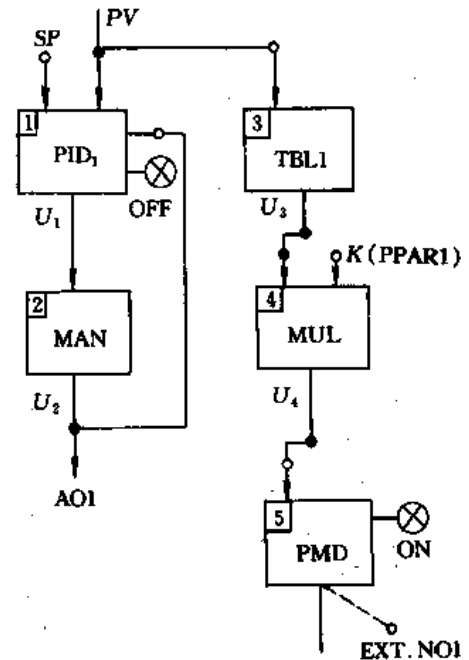 PV
SP
1
PID₁
OFF
U₁
2
MAN
U₂
AO1
3
TBL1
U₃
K (PPAR1)
4
MUL
U₄
5
PMD
ON
EXT. NO1